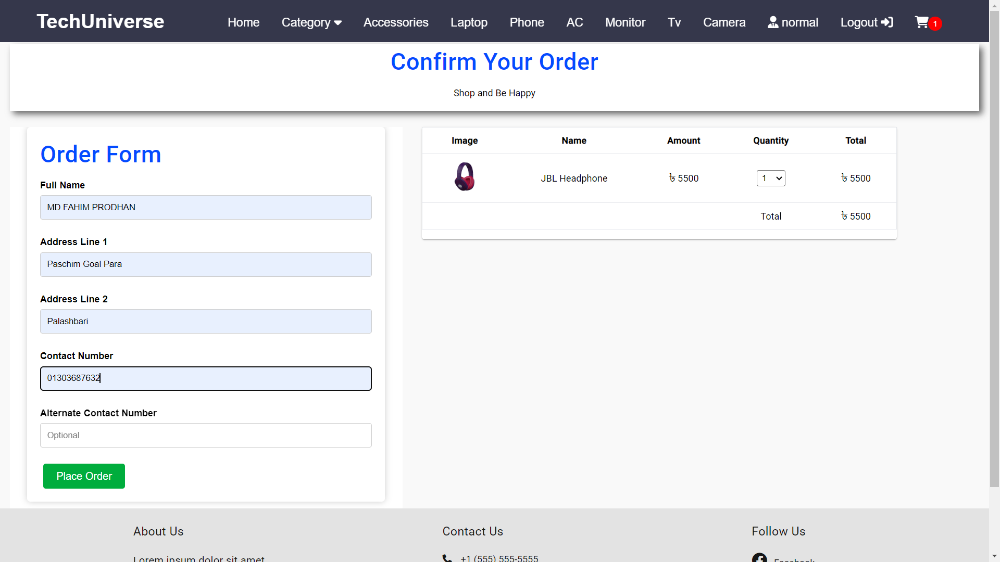 TechUniverse
Home Category Accessories Laptop Phone AC Monitor Tv Camera normal Logout 1
Confirm Your Order
Shop and Be Happy
Order Form
Full Name
MD FAHIM PRODHAN
Address Line 1
Paschim Goal Para
Address Line 2
Palashbari
Contact Number
01303687632
Alternate Contact Number
Optional
Place Order
Image Name Amount Quantity Total
JBL Headphone ৳ 5500 1 ৳ 5500
Total ৳ 5500
About Us
Lorem ipsum dolor sit amet
Contact Us
+1 (555) 555-5555
Follow Us
Facebook